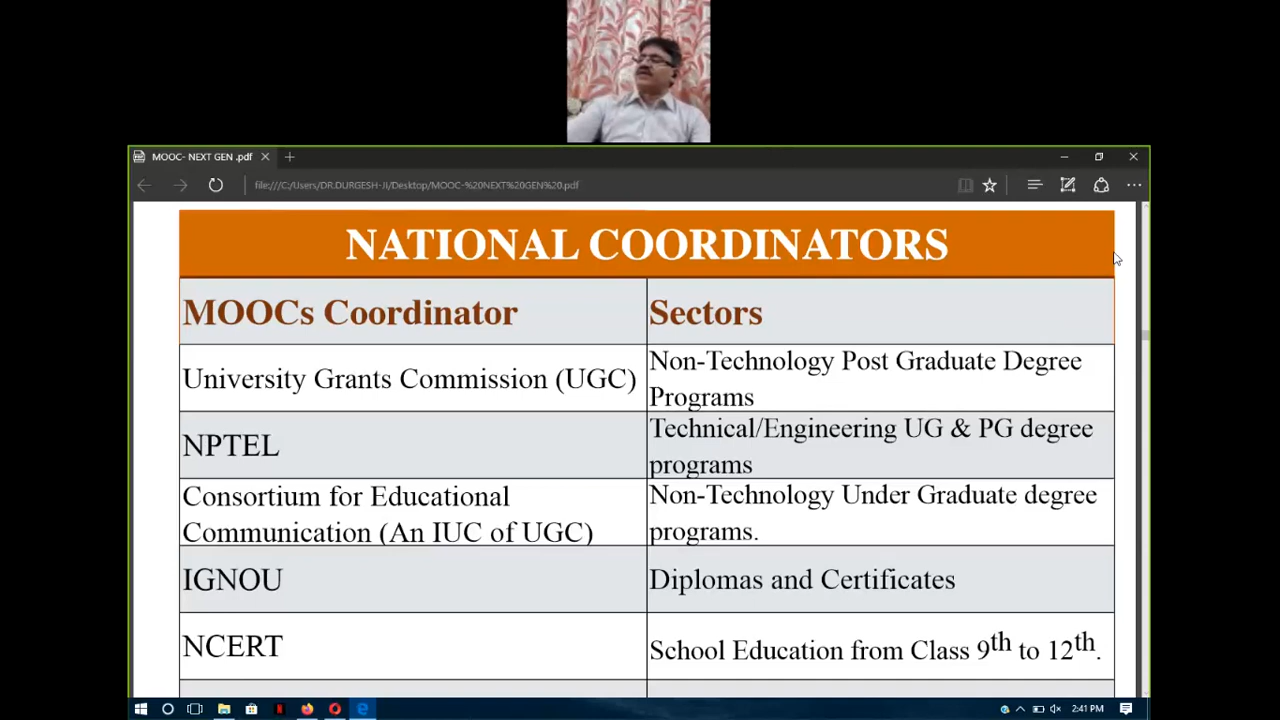 MOOC- NEXT GEN .pdf
file:///C:/Users/DR.DURGESH-JI/Desktop/MOOC-%20NEXT%20GEN%20.pdf
NATIONAL COORDINATORS
MOOCs Coordinator
Sectors
University Grants Commission (UGC)
Non-Technology Post Graduate Degree
Programs
NPTEL
Technical/Engineering UG & PG degree
programs
Consortium for Educational
Communication (An IUC of UGC)
Non-Technology Under Graduate degree
programs.
IGNOU
Diplomas and Certificates
NCERT
School Education from Class 9th to 12th.
2:41 PM